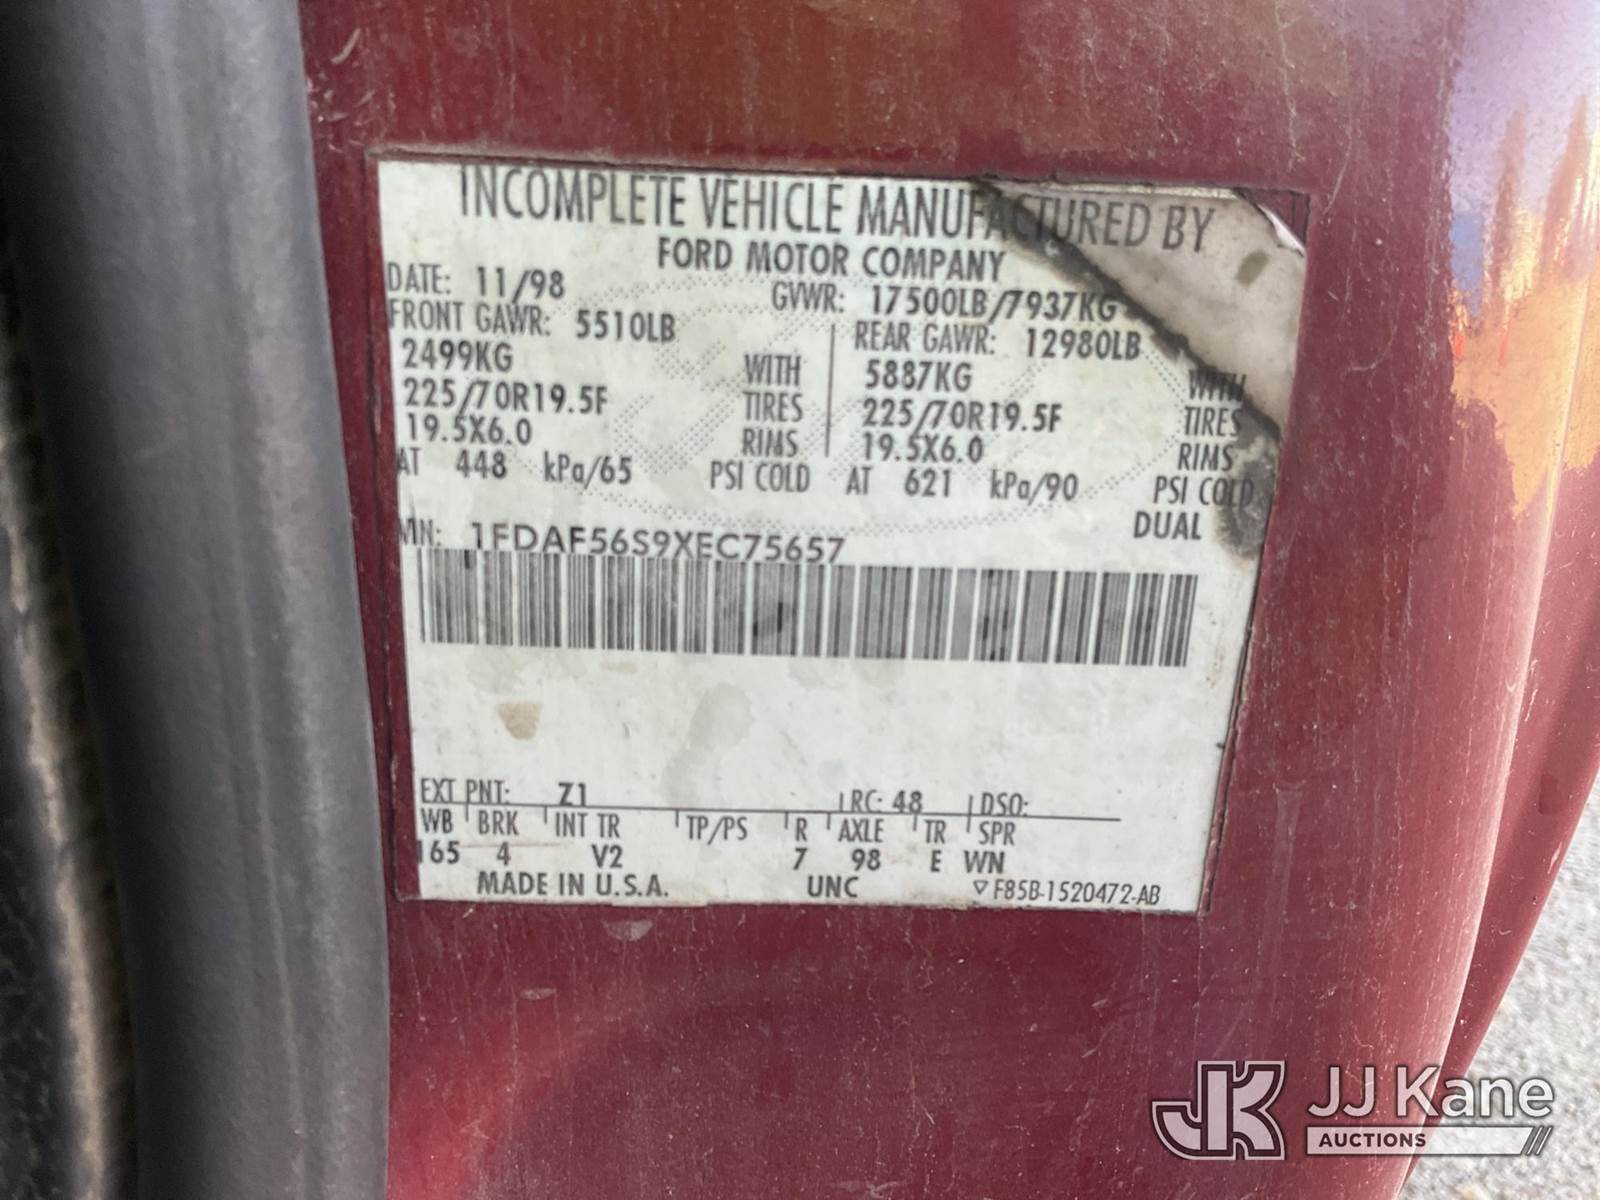 INCOMPLETE VEHICLE MANUFACTURED BY
FORD MOTOR COMPANY
DATE: 11/98 GVWR: 17500LB/7937KG
FRONT GAWR: 5510LB REAR GAWR: 12980LB
2499KG WITH 5887KG WITH
225/70R19.5F TIRES 225/70R19.5F TIRES
19.5X6.0 RIMS 19.5X6.0 RIMS
AT 448 kPa/65 PSI COLD AT 621 kPa/90 PSI COLD
DUAL
1FDAF56S9XEC75657
EXT PNT: Z1 RC: 48 DSO:
WB BRK INT TR TP/PS R AXLE TR SPR
165 4 V2 7 98 E WN
MADE IN U.S.A. UNC F85B-1520472-AB
JK JJ Kane
AUCTIONS